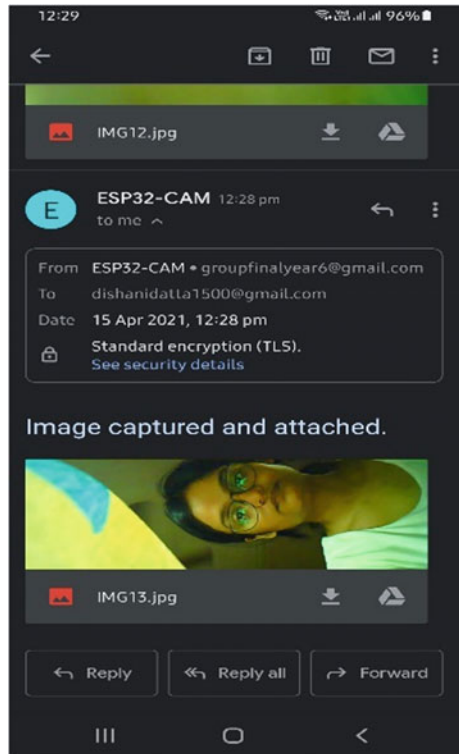 12:29 96%
IMG12.jpg
E
ESP32-CAM 12:28 pm
to me
From ESP32-CAM • groupfinalyear6@gmail.com
To dishanidatta1500@gmail.com
Date 15 Apr 2021, 12:28 pm
Standard encryption (TLS).
See security details
Image captured and attached.
IMG13.jpg
Reply Reply all Forward